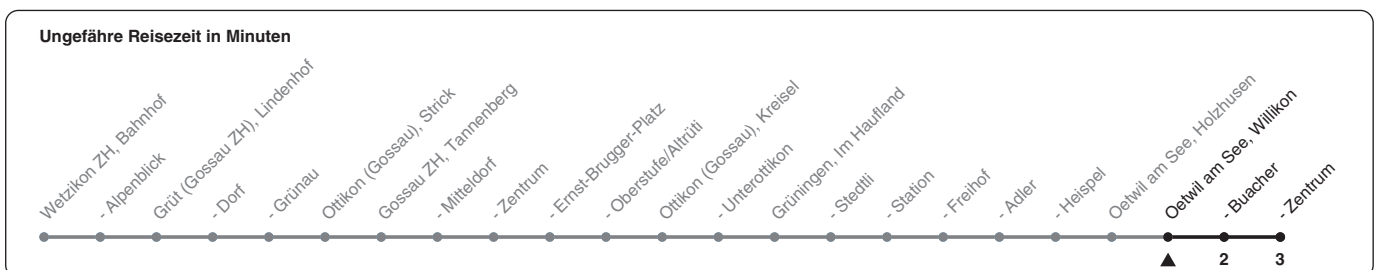 Ungefähre Reisezeit in Minuten
Wetzikon ZH, Bahnhof
- Alpenblick
Grüt (Gossau ZH), Lindenhof
- Dorf
- Grünau
Ottikon (Gossau), Strick
Gossau ZH, Tannenberg
- Mitteldorf
- Zentrum
- Ernst-Brugger-Platz
- Oberstufe/Altrüti
Ottikon (Gossau), Kreisel
- Unterottikon
Grüningen, Im Haufland
- Stedtli
- Station
- Freihof
- Adler
- Heispel
Oetwil am See, Holzhusen
Oetwil am See, Willikon
- Buacher
- Zentrum
2 3